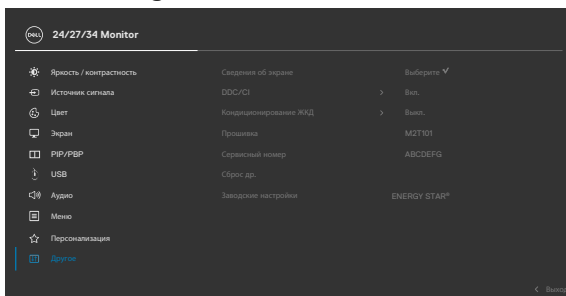 DELL 24/27/34 Monitor
Яркость / контрастность Сведения об экране Выберите ✓
Источник сигнала DDC/CI > Вкл.
Цвет Кондиционирование ЖКД > Выкл.
Экран Прошивка M2T101
PIP/PBP Сервисный номер ABCDEFG
USB Сброс др.
Аудио Заводские настройки ENERGY STAR®
Меню
Персонализация
Другое
< Выход